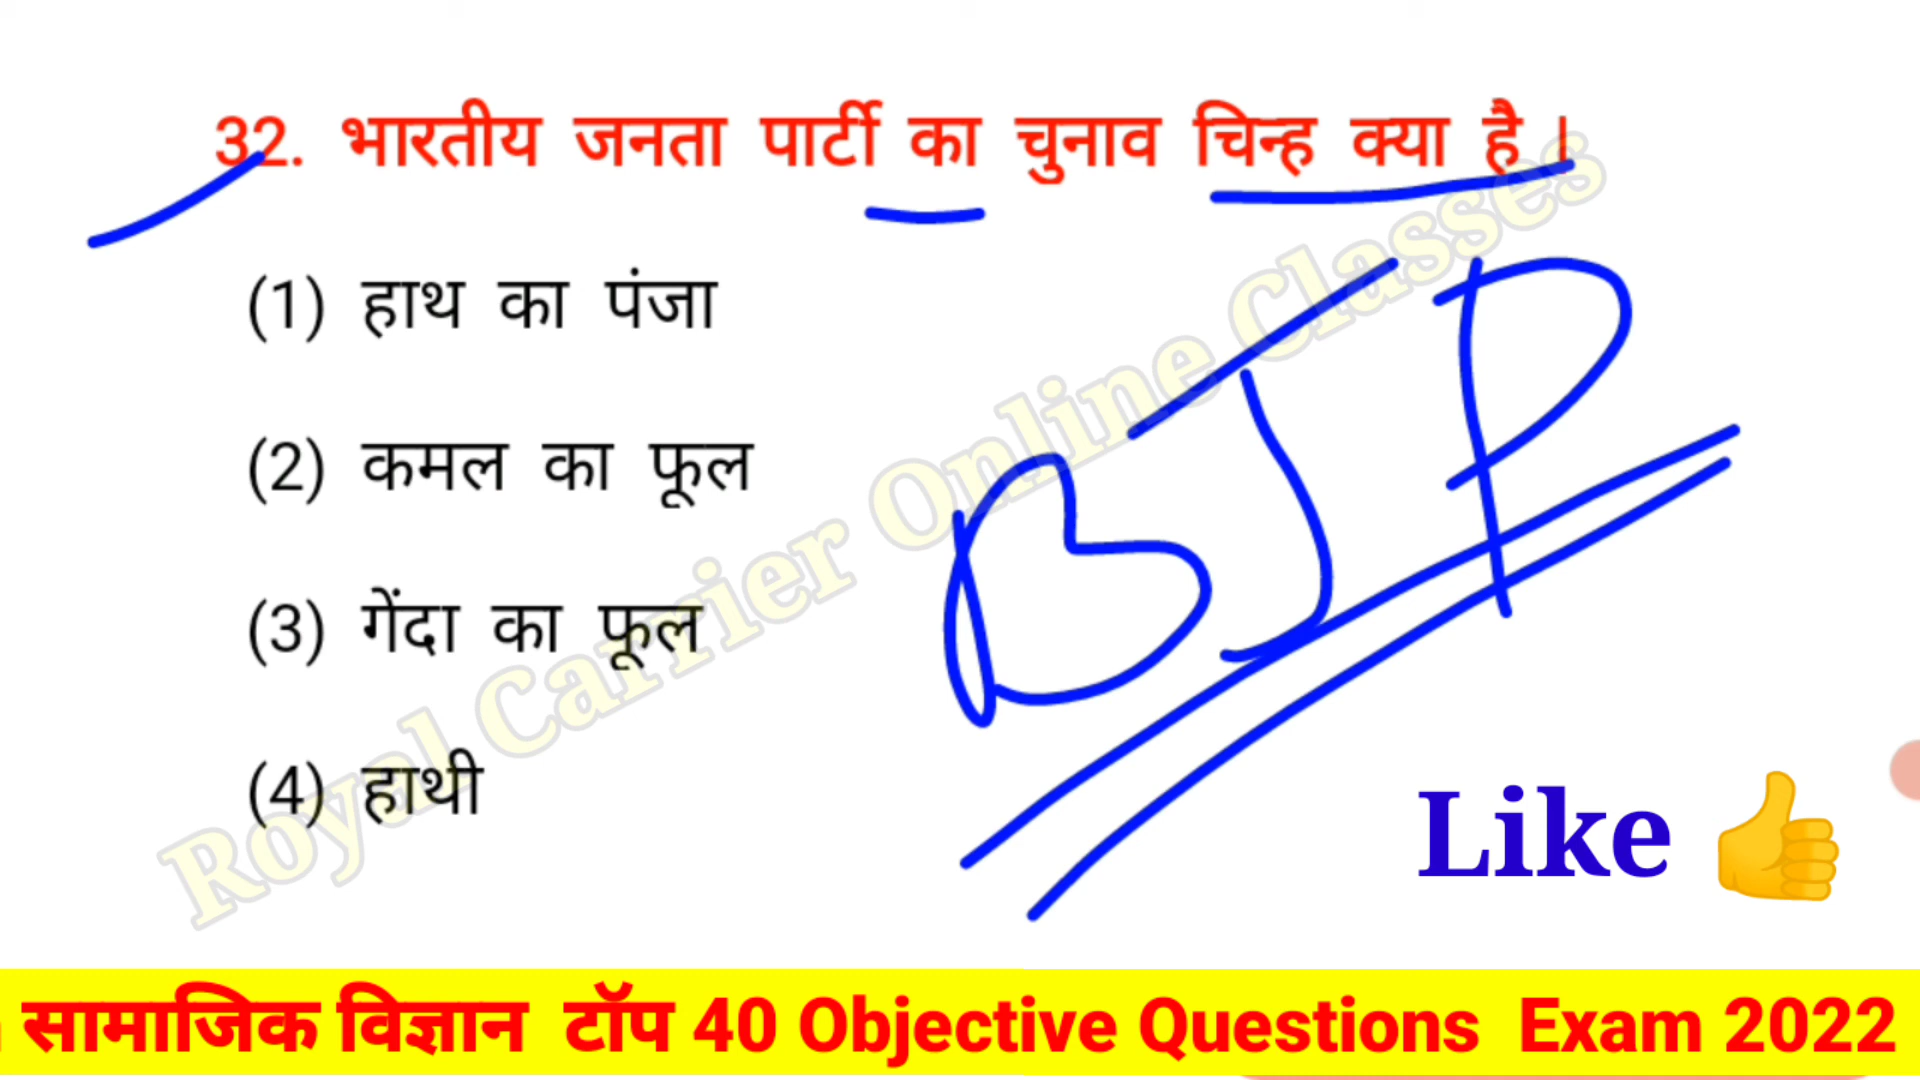 32. भारतीय जनता पार्टी का चुनाव चिन्ह क्या है |
(1) हाथ का पंजा
(2) कमल का फूल
(3) गेंदा का फूल
(4) हाथी
BJP
Royal Carrier Online Classes
Like 👍
सामाजिक विज्ञान टॉप 40 Objective Questions Exam 2022